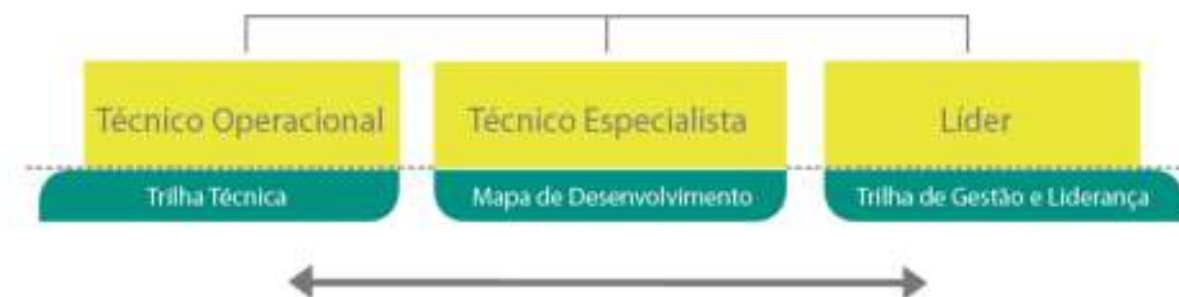 Técnico Operacional
Técnico Especialista
Líder
Trilha Técnica
Mapa de Desenvolvimento
Trilha de Gestão e Liderança